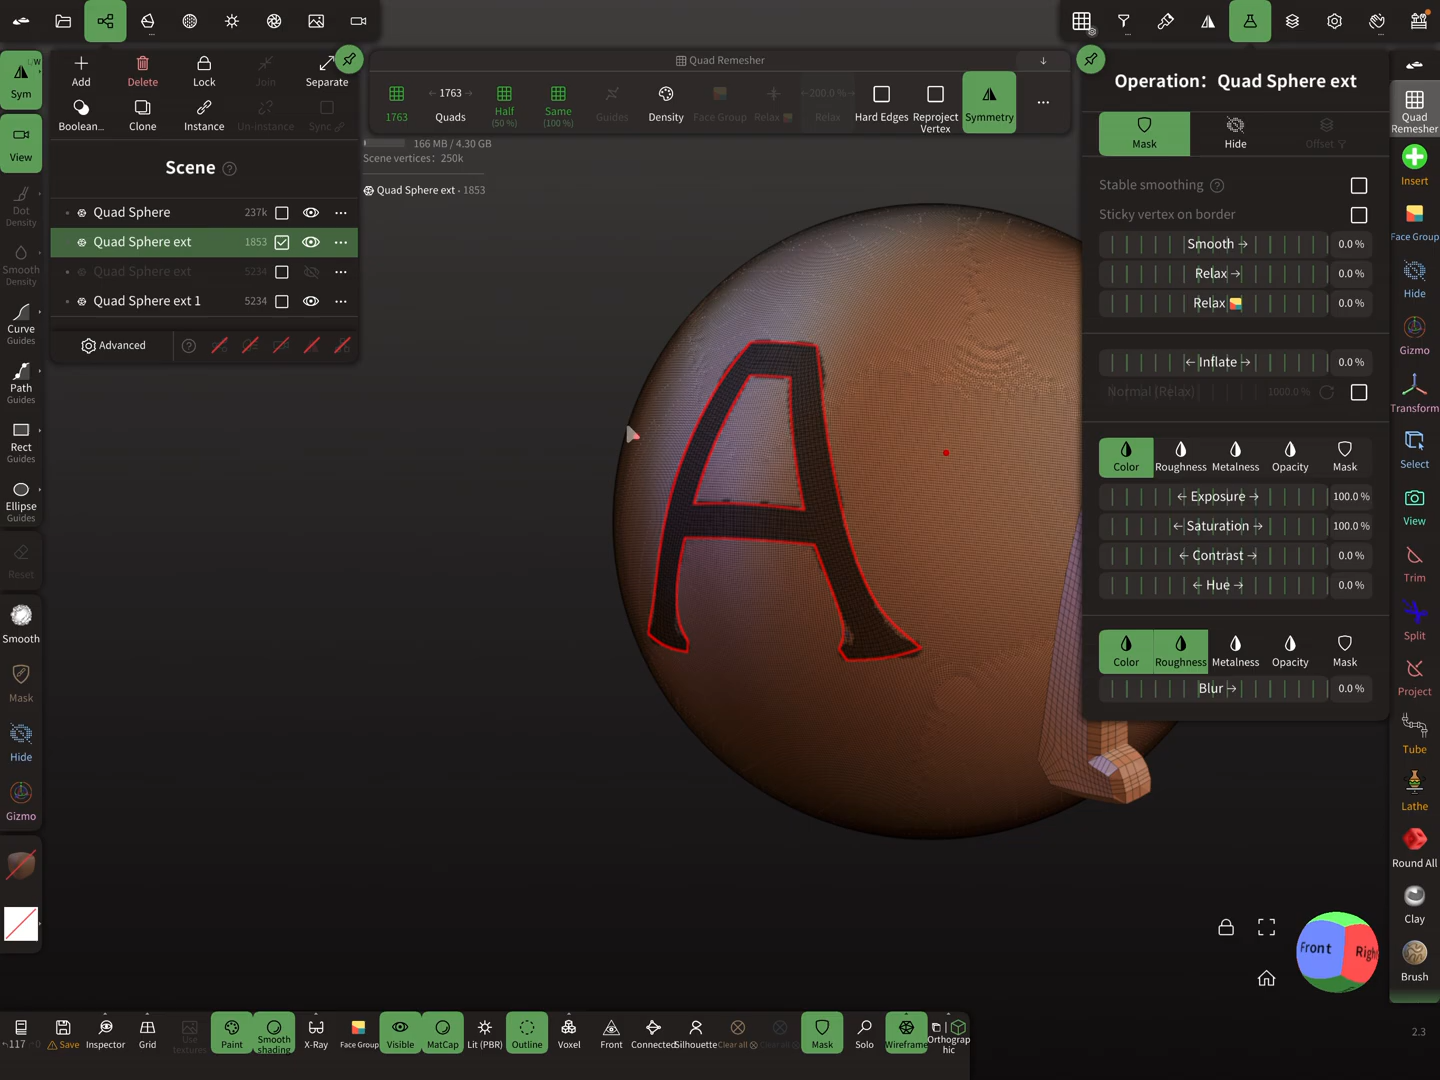 Quad Remesher
↓
Sym
View
Dot
Density
Smooth
Density
Curve
Guides
Path
Guides
Rect
Guides
Ellipse
Guides
Reset
Smooth
Mask
Hide
Gizmo
Add
Delete
Lock
Join
Separate
Boolean...
Clone
Instance
Un-instance
Sync
Scene ?
Quad Sphere 237k ...
Quad Sphere ext 1853 ...
Quad Sphere ext 5234 ...
Quad Sphere ext 1 5234 ...
Advanced ?
1763
← 1763 →
Quads
Half
(50 %)
Same
(100 %)
Guides
Density
Face Group
Relax
←200.0 %→
Relax
Hard Edges
Reproject
Vertex
Symmetry
...
166 MB / 4.30 GB
Scene vertices: 250k
Quad Sphere ext · 1853
A
Operation: Quad Sphere ext
Mask
Hide
Offset
Stable smoothing ?
Sticky vertex on border
Smooth → 0.0 %
Relax → 0.0 %
Relax 0.0 %
← Inflate → 0.0 %
Normal (Relax) 1000.0 %
Color
Roughness
Metalness
Opacity
Mask
← Exposure → 100.0 %
← Saturation → 100.0 %
← Contrast → 0.0 %
← Hue → 0.0 %
Color
Roughness
Metalness
Opacity
Mask
Blur → 0.0 %
Quad
Remesher
Insert
Face Group
Hide
Gizmo
Transform
Select
View
Trim
Split
Project
Tube
Lathe
Round All
Clay
Brush
Front
Righ
2.3
117
Save
Inspector
Grid
Use
textures
Paint
Smooth
shading
X-Ray
Face Group
Visible
MatCap
Lit (PBR)
Outline
Voxel
Front
Connected
Silhouette
Clear all
Clear all
Mask
Solo
Wireframe
Orthograp
hic